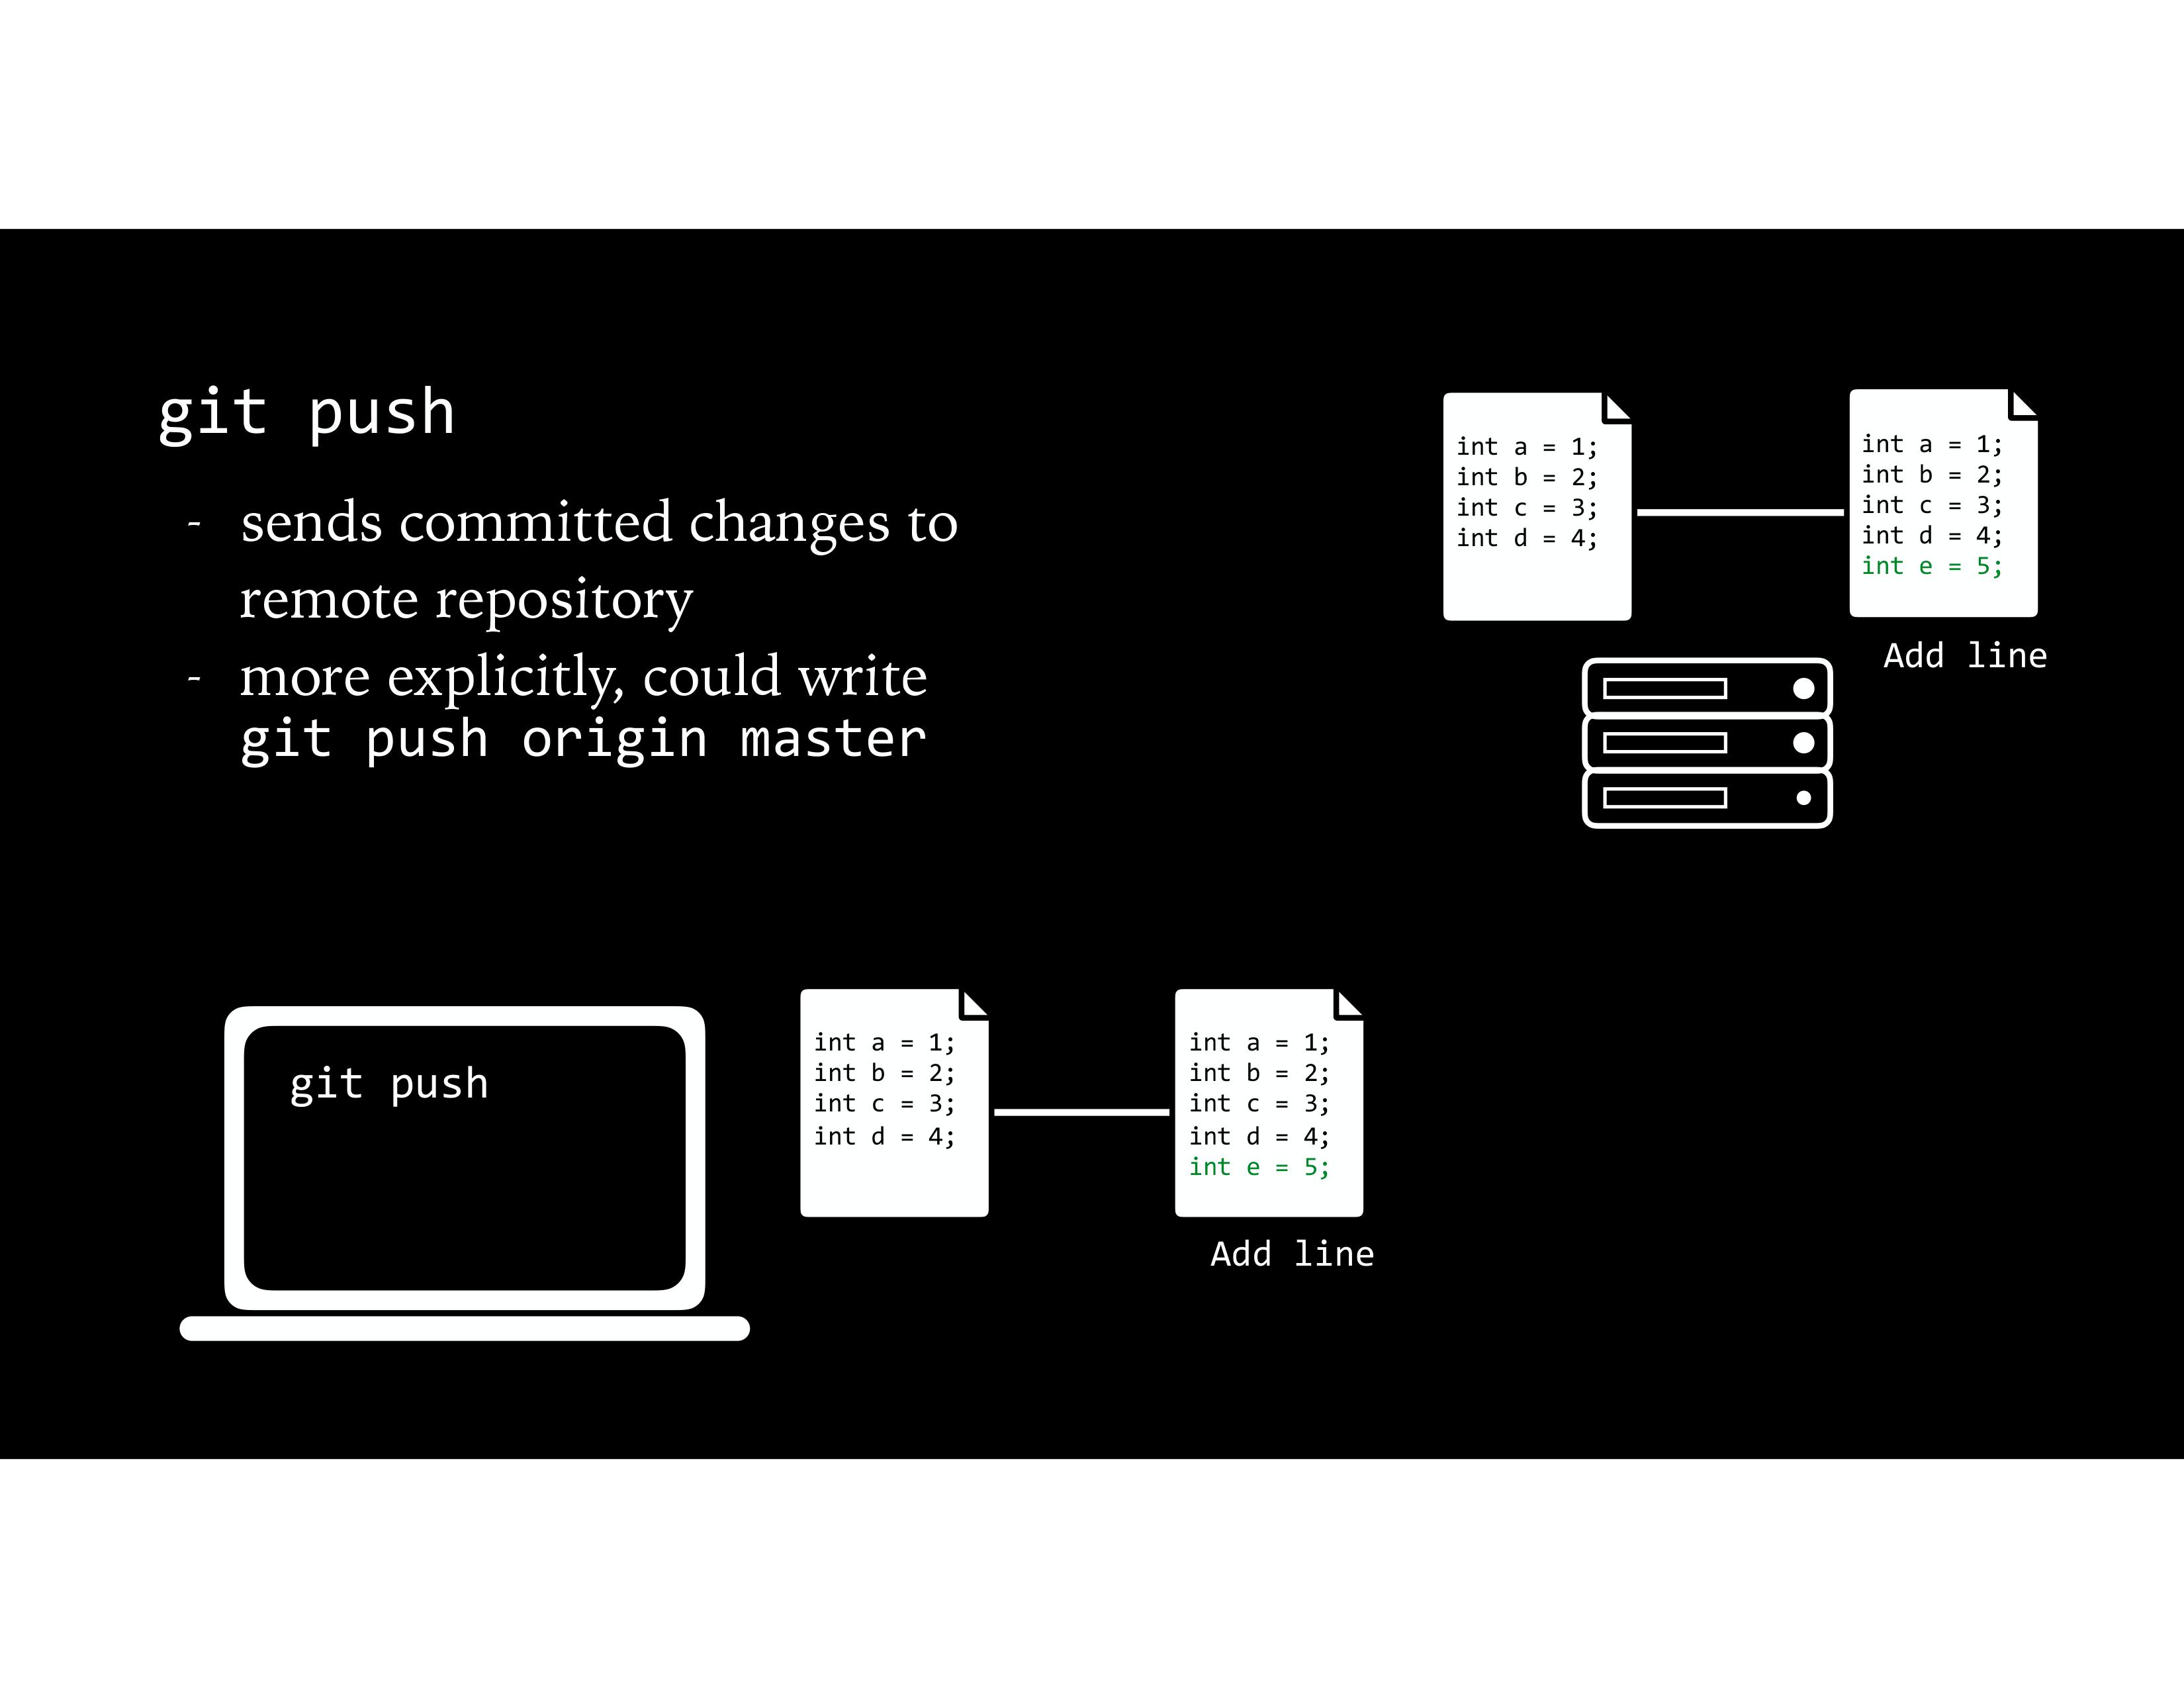 git push
- sends committed changes to
remote repository
- more explicitly, could write
git push origin master
int a = 1;
int b = 2;
int c = 3;
int d = 4;
int a = 1;
int b = 2;
int c = 3;
int d = 4;
int e = 5;
Add line
git push
int a = 1;
int b = 2;
int c = 3;
int d = 4;
int a = 1;
int b = 2;
int c = 3;
int d = 4;
int e = 5;
Add line